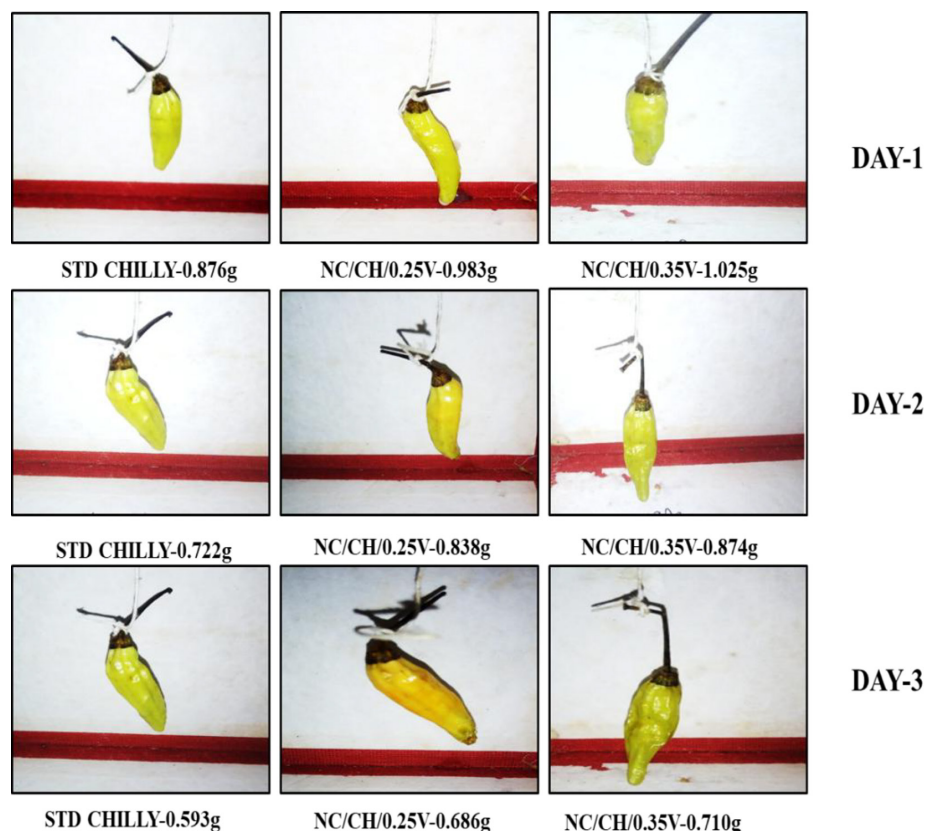 DAY-1
STD CHILLY-0.876g
NC/CH/0.25V-0.983g
NC/CH/0.35V-1.025g
DAY-2
STD CHILLY-0.722g
NC/CH/0.25V-0.838g
NC/CH/0.35V-0.874g
DAY-3
STD CHILLY-0.593g
NC/CH/0.25V-0.686g
NC/CH/0.35V-0.710g